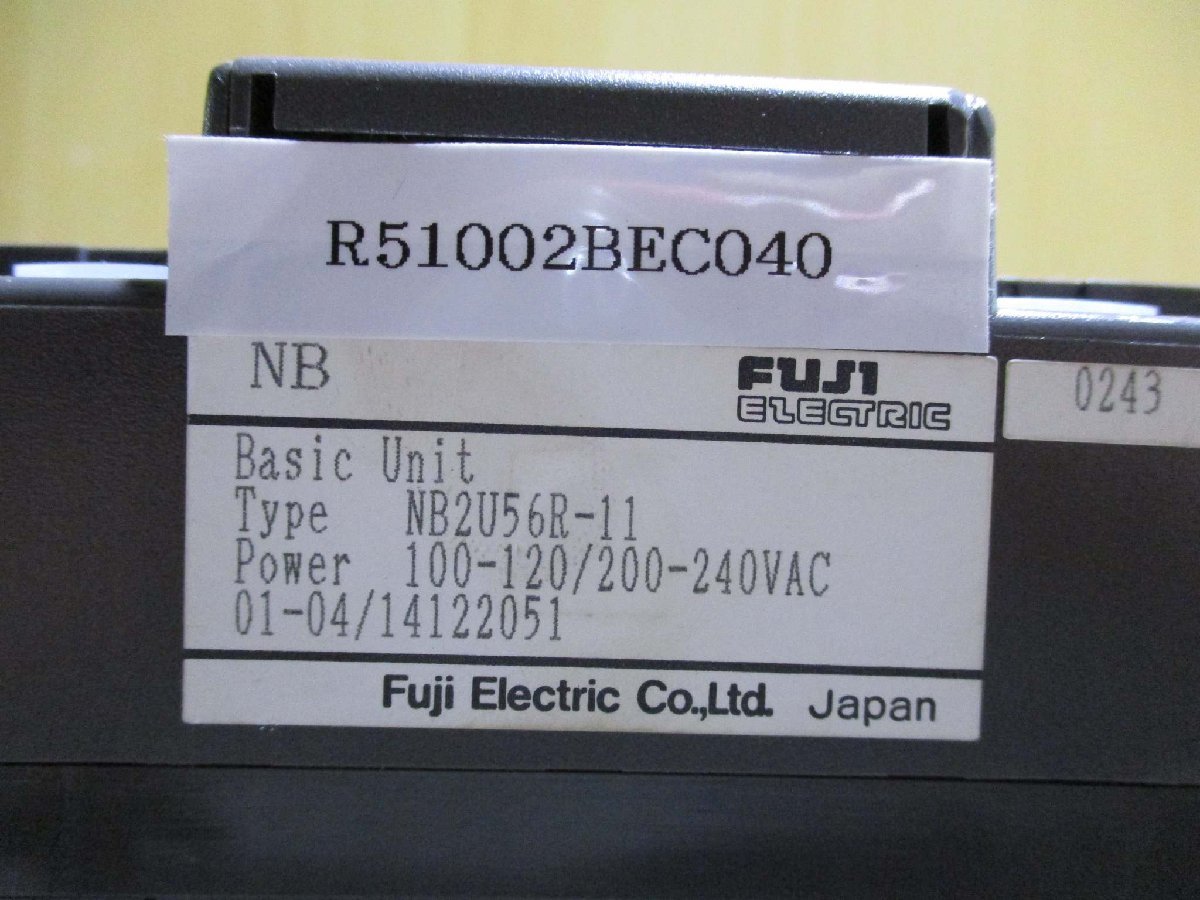 R51002BEC040
NB
FUJI
ELECTRIC
0243
Basic Unit
Type NB2U56R-11
Power 100-120/200-240VAC
01-04/14122051
Fuji Electric Co.,Ltd. Japan